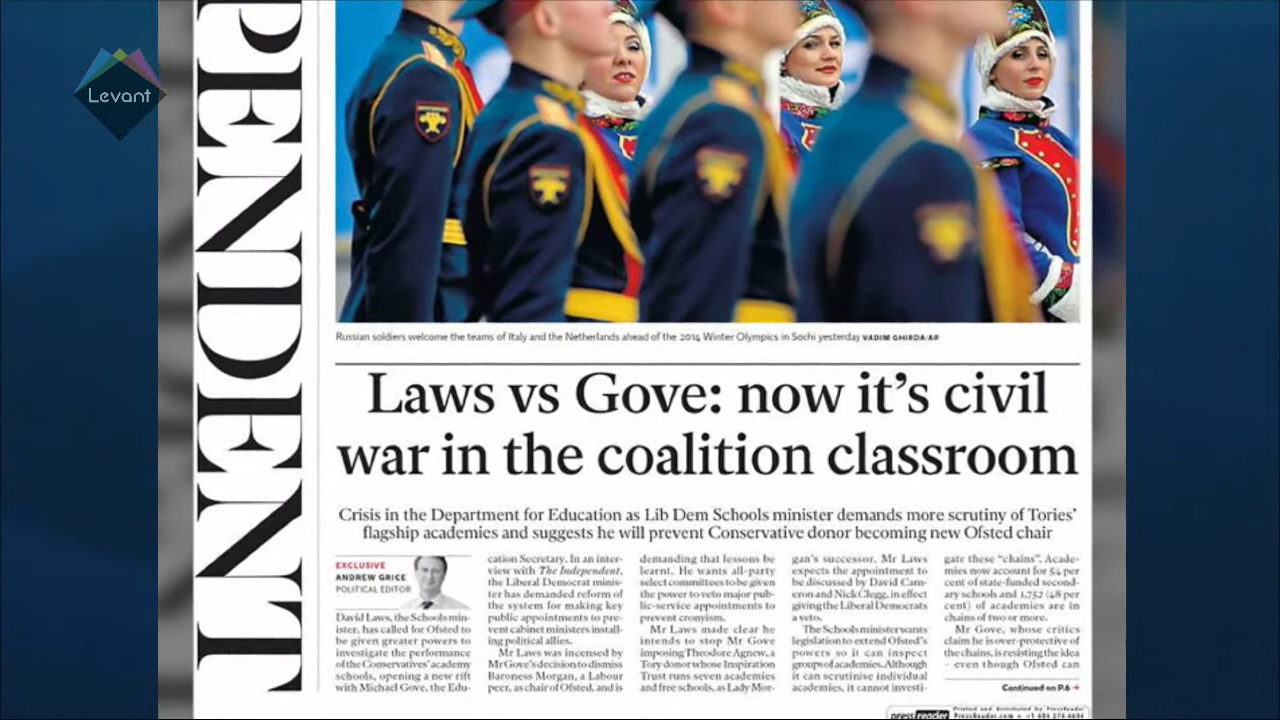 Levant
PENDENT
Russian soldiers welcome the teams of Italy and the Netherlands ahead of the 2014 Winter Olympics in Sochi yesterday VADIM GHIRDA/AP
Laws vs Gove: now it's civil
war in the coalition classroom
Crisis in the Department for Education as Lib Dem Schools minister demands more scrutiny of Tories'
flagship academies and suggests he will prevent Conservative donor becoming new Ofsted chair
EXCLUSIVE
ANDREW GRICE
POLITICAL EDITOR
David Laws, the Schools min-
ister, has called for Ofsted to
be given greater powers to
investigate the performance
of the Conservatives' academy
schools, opening a new rift
with Michael Gove, the Edu-
cation Secretary. In an inter-
view with The Independent,
the Liberal Democrat minis-
ter has demanded reform of
the system for making key
public appointments to pre-
vent cabinet ministers install-
ing political allies.
Mr Laws was incensed by
Mr Gove's decision to dismiss
Baroness Morgan, a Labour
peer, as chair of Ofsted, and is
demanding that lessons be
learnt. He wants all-party
select committees to be given
the power to veto major pub-
lic-service appointments to
prevent cronyism.
Mr Laws made clear he
intends to stop Mr Gove
imposing Theodore Agnew, a
Tory donor whose Inspiration
Trust runs seven academies
and free schools, as Lady Mor-
gan's successor. Mr Laws
expects the appointment to
be discussed by David Cam-
eron and Nick Clegg, in effect
giving the Liberal Democrats
a veto.
The Schools minister wants
legislation to extend Ofsted's
powers so it can inspect
groups of academies. Although
it can scrutinise individual
academies, it cannot investi-
gate these "chains". Acade-
mies now account for 54 per
cent of state-funded second-
ary schools and 1,752 (48 per
cent) of academies are in
chains of two or more.
Mr Gove, whose critics
claim he is over-protective of
the chains, is resisting the idea
– even though Ofsted can
Continued on P.6 →
pressreader Printed and distributed by PressReader
PressReader.com + +1 604 278 4604